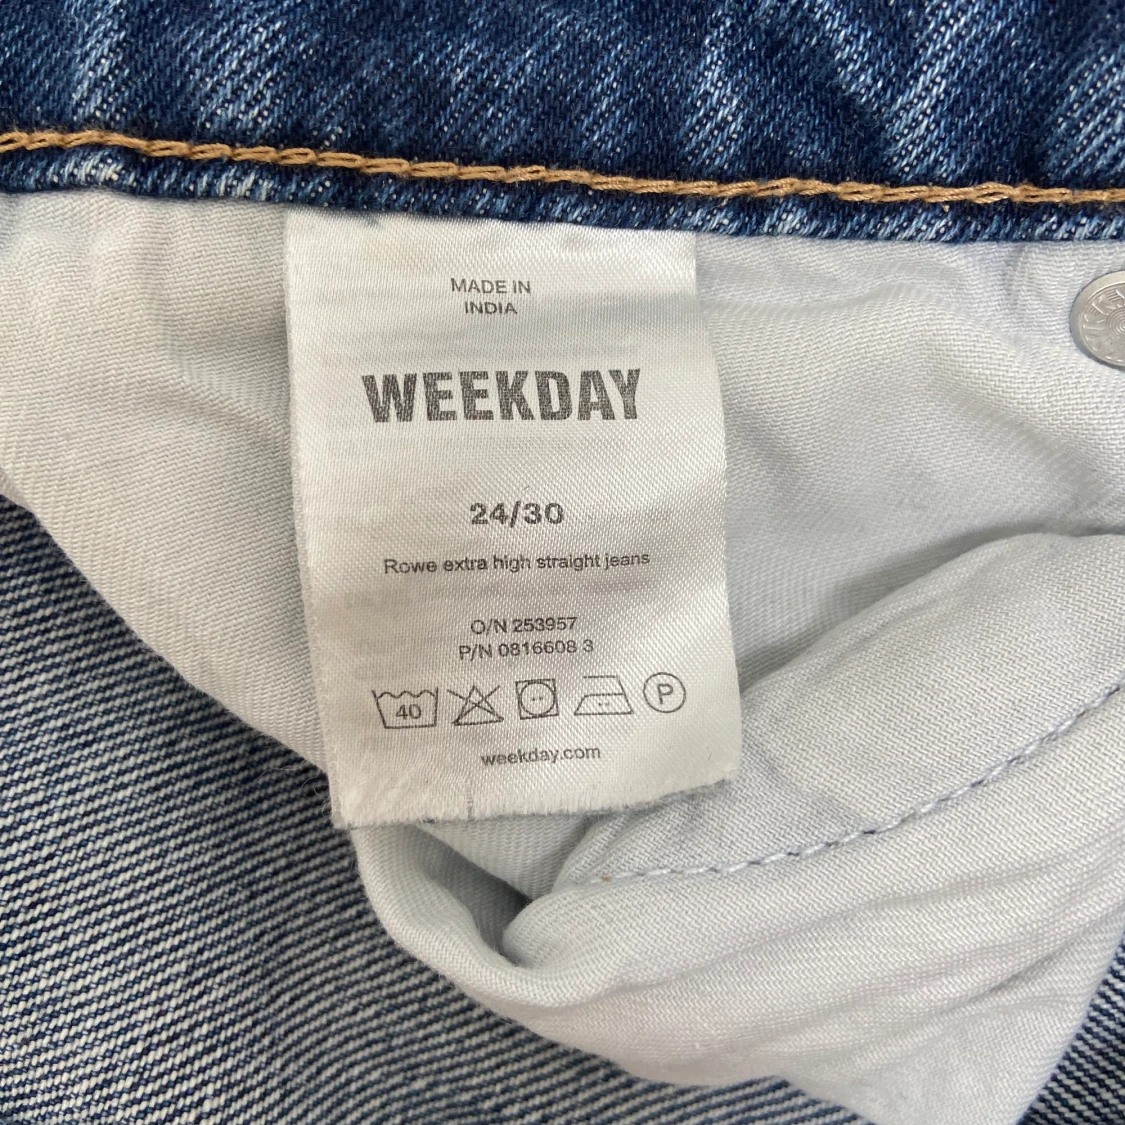 MADE IN
INDIA
WEEKDAY
24/30
Rowe extra high straight jeans
O/N 253957
P/N 0816608 3
40
P
weekday.com